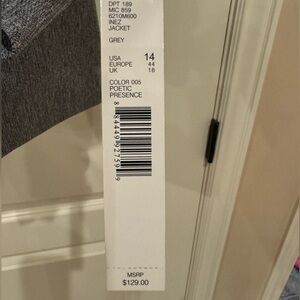 DPT 189
MIC 859
6210M600
INEZ
JACKET
GREY
USA 14
EUROPE 44
UK 18
COLOR 005
POETIC
PRESENCE
MSRP
$129.00